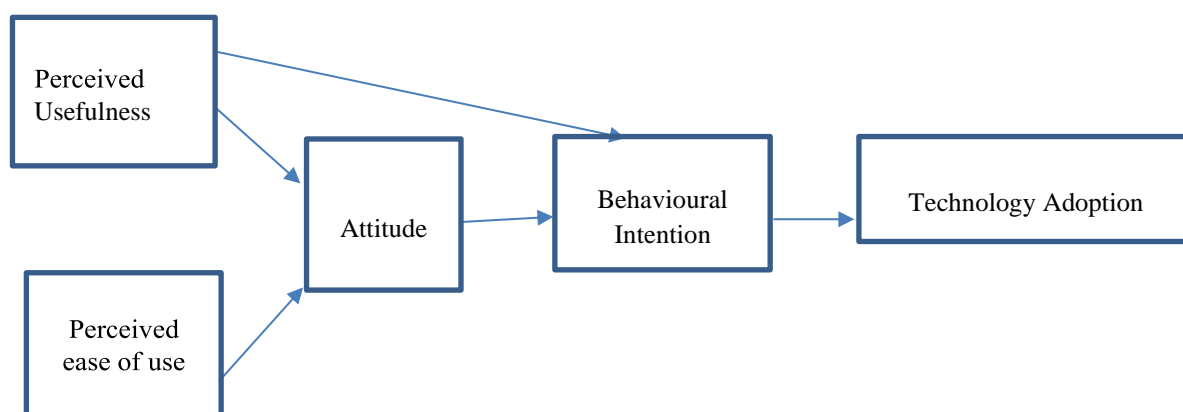 Perceived
Usefulness
Attitude
Behavioural
Intention
Technology Adoption
Perceived
ease of use